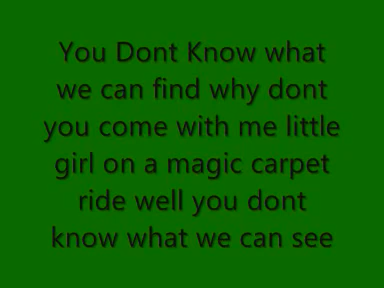 You Dont Know what
we can find why dont
you come with me little
girl on a magic carpet
ride well you dont
know what we can see